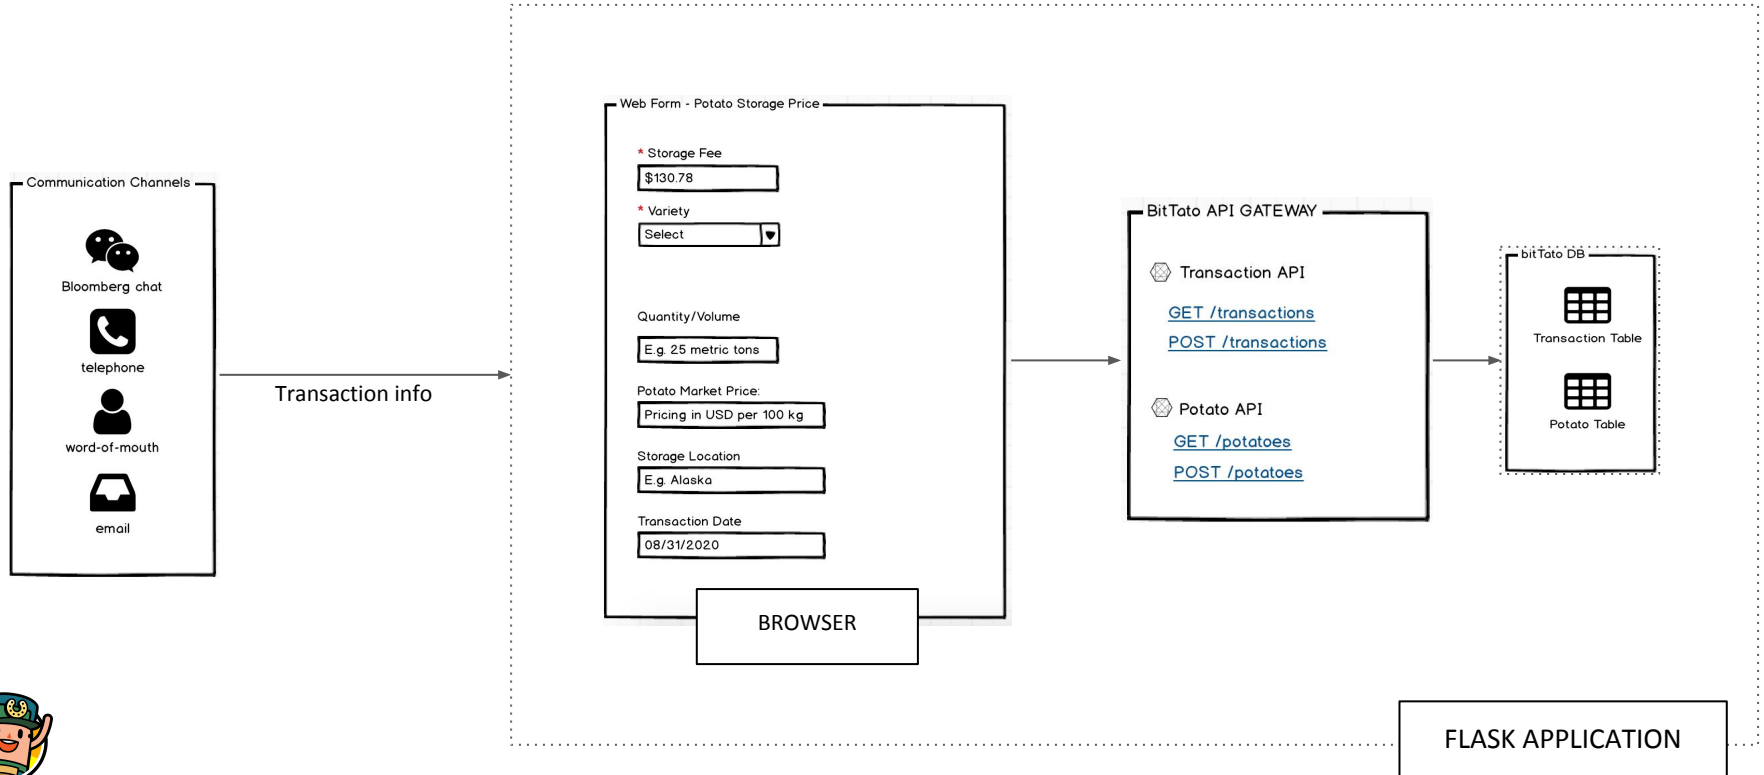 Communication Channels
Bloomberg chat
telephone
word-of-mouth
email
Transaction info
Web Form - Potato Storage Price
* Storage Fee
$130.78
* Variety
Select
Quantity/Volume
E.g. 25 metric tons
Potato Market Price:
Pricing in USD per 100 kg
Storage Location
E.g. Alaska
Transaction Date
08/31/2020
BROWSER
BitTato API GATEWAY
Transaction API
GET /transactions
POST /transactions
Potato API
GET /potatoes
POST /potatoes
bitTato DB
Transaction Table
Potato Table
FLASK APPLICATION